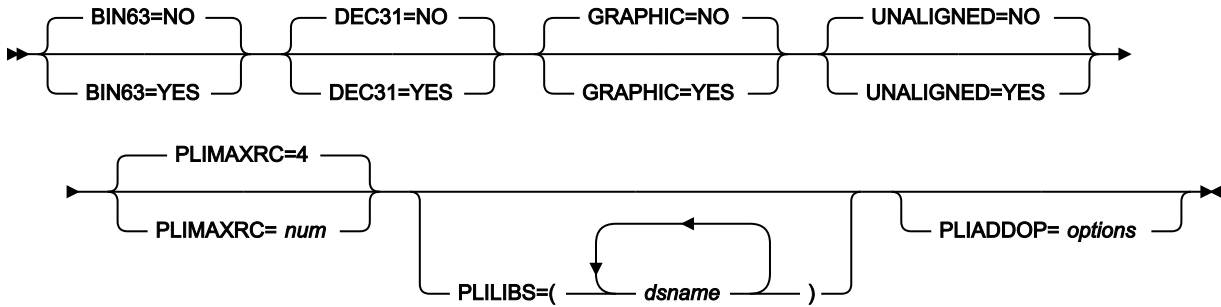 BIN63=NO DEC31=NO GRAPHIC=NO UNALIGNED=NO
BIN63=YES DEC31=YES GRAPHIC=YES UNALIGNED=YES
PLIMAXRC=4
PLIMAXRC= num PLIADDOP= options
PLILIBS=( dsname )